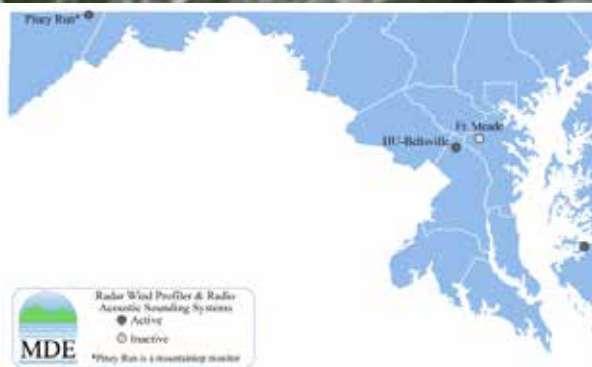 Piney Run*
Ft. Meade
HU-Beltsville
Radar Wind Profiler & Radio
Acoustic Sounding Systems
Active
Inactive
MDE
*Piney Run is a mountaintop monitor